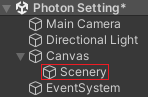 Photon Setting*
Main Camera
Directional Light
Canvas
Scenery
EventSystem